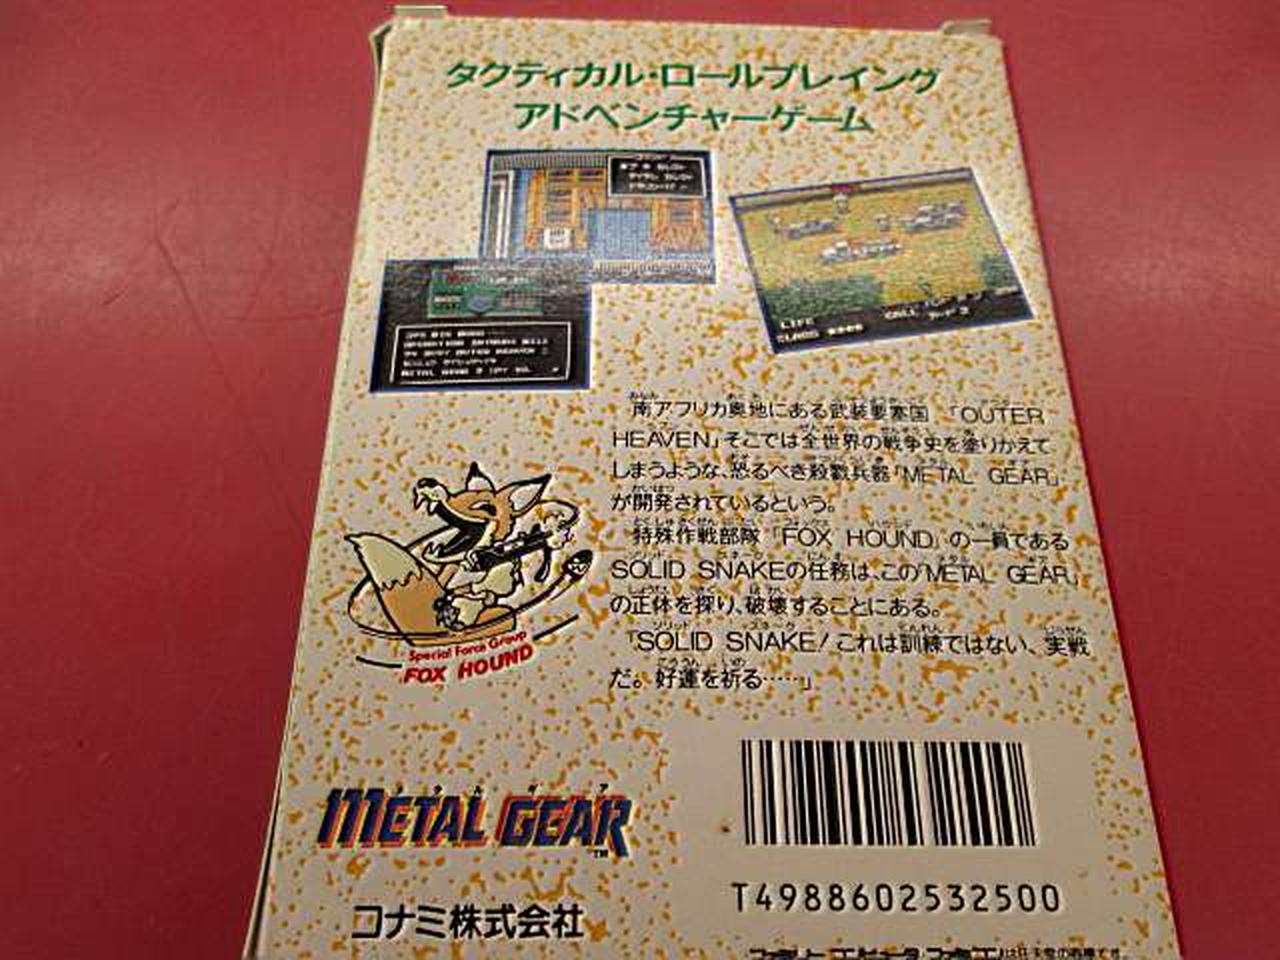 タクティカル・ロールプレイング
アドベンチャーゲーム
LIFE
CLASS
CALL
南アフリカ奥地にある武装要塞国「OUTER
HEAVEN」そこでは全世界の戦争史を塗りかえて
しまうような、恐るべき殺戮兵器「METAL GEAR」
が開発されているという。
特殊作戦部隊「FOX HOUND」の一員である
SOLID SNAKEの任務は、この「METAL GEAR」
の正体を探り、破壊することにある。
「SOLID SNAKE! これは訓練ではない、実戦
だ。好運を祈る……」
Special Force Group
FOX HOUND
METAL GEAR
TM
コナミ株式会社
T4988602532500